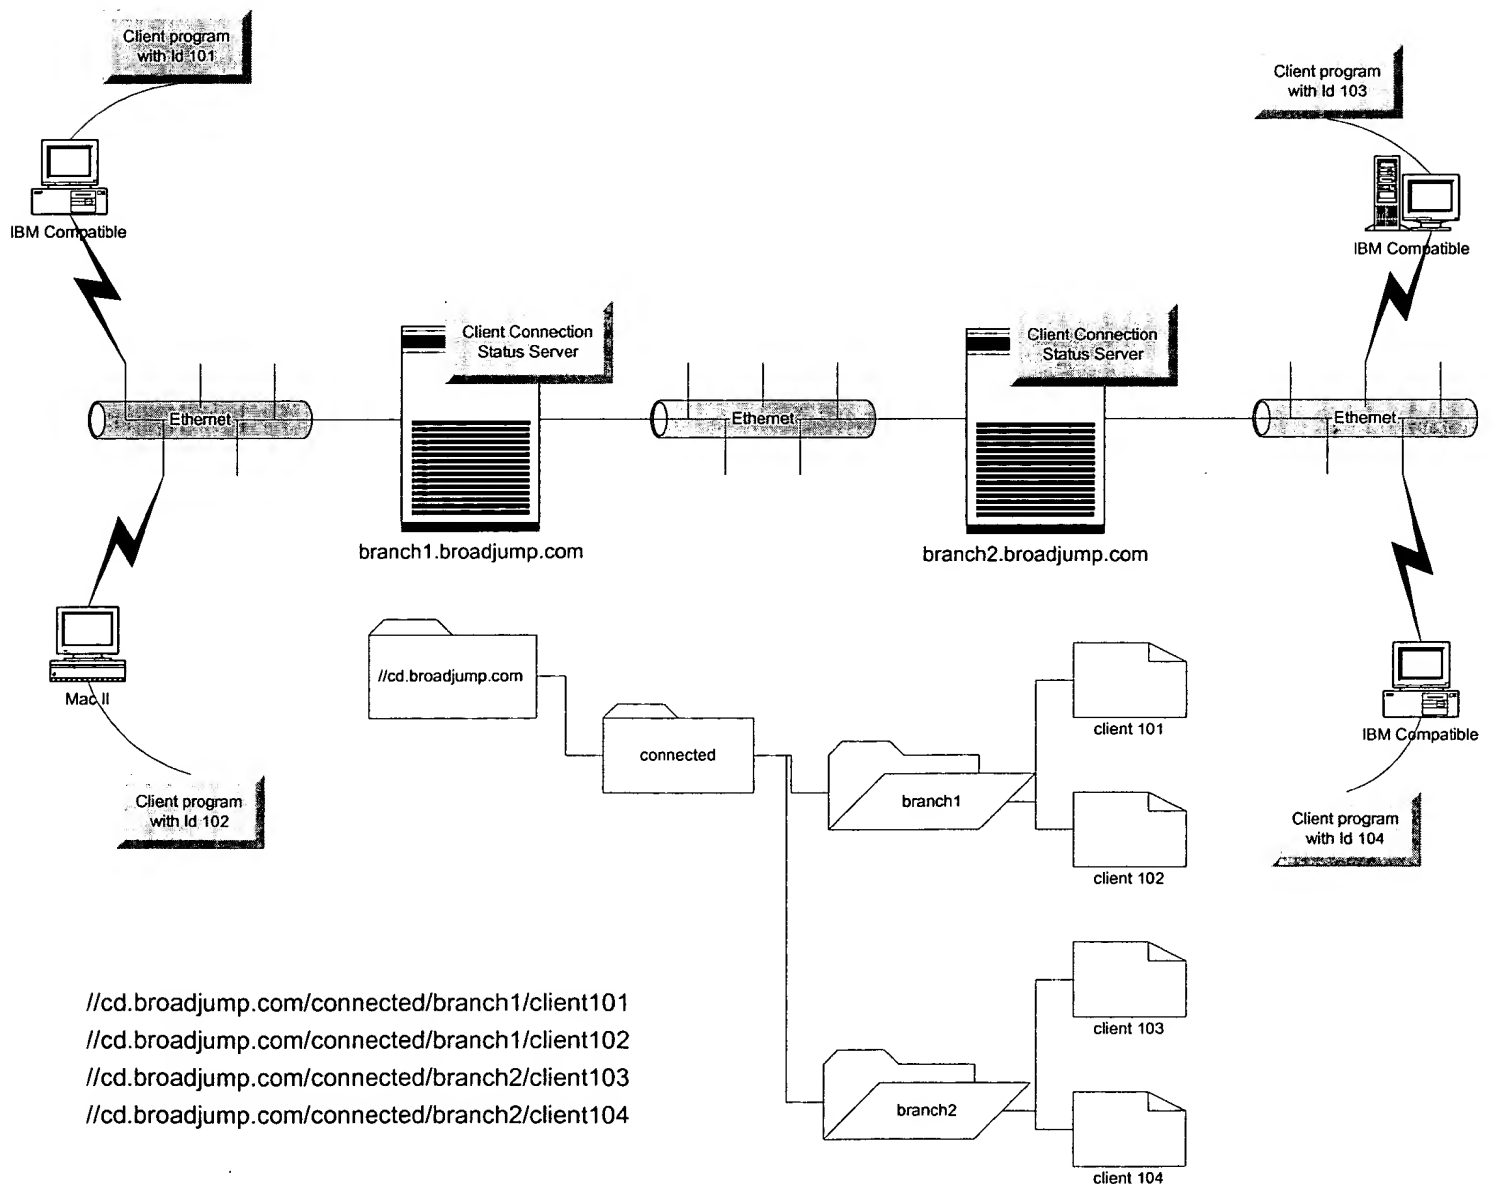 Client program
with Id 101
Client program
with Id 103
IBM Compatible
IBM Compatible
Client Connection
Status Server
Client Connection
Status Server
Ethernet
Ethernet
Ethernet
branch1.broadjump.com
branch2.broadjump.com
//cd.broadjump.com
Mac II
client 101
IBM Compatible
connected
branch1
Client program
with Id 102
Client program
with Id 104
client 102
//cd.broadjump.com/connected/branch1/client101
//cd.broadjump.com/connected/branch1/client102
//cd.broadjump.com/connected/branch2/client103
//cd.broadjump.com/connected/branch2/client104
client 103
branch2
client 104